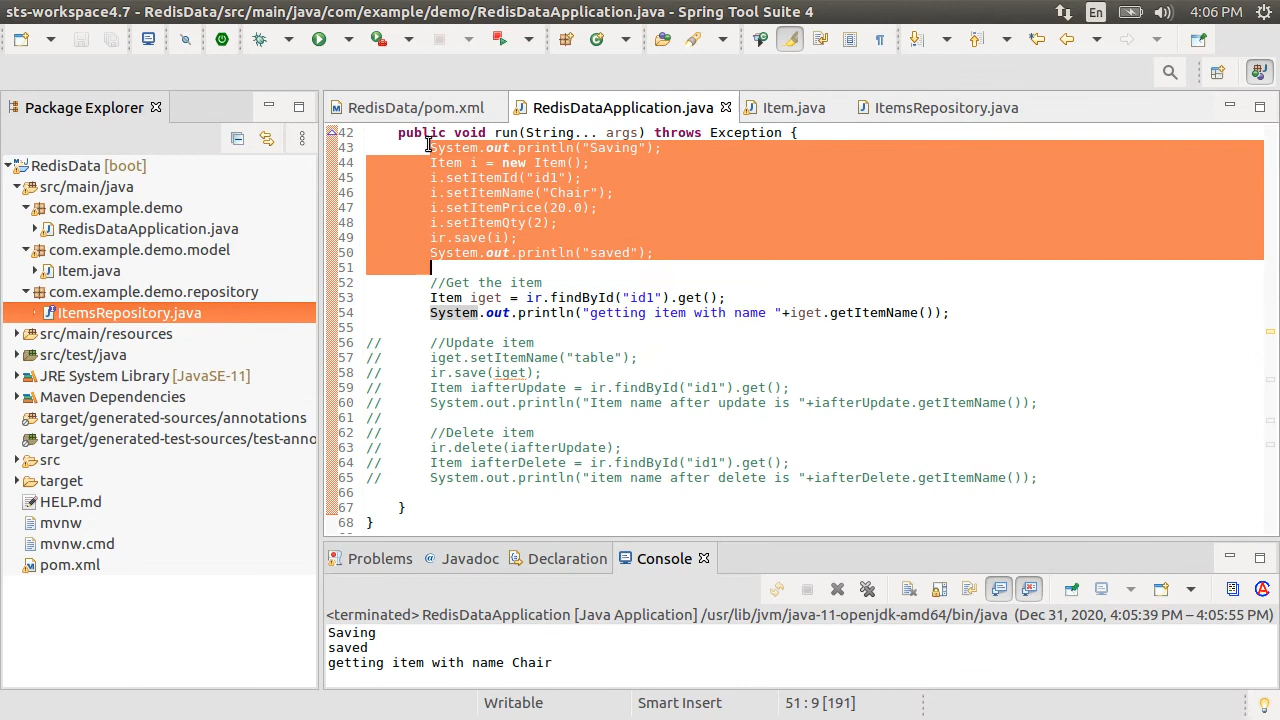 sts-workspace4.7 - RedisData/src/main/java/com/example/demo/RedisDataApplication.java - Spring Tool Suite 4
En
4:06 PM
Package Explorer
RedisData/pom.xml
RedisDataApplication.java
Item.java
ItemsRepository.java
RedisData [boot]
src/main/java
com.example.demo
RedisDataApplication.java
com.example.demo.model
Item.java
com.example.demo.repository
ItemsRepository.java
src/main/resources
src/test/java
JRE System Library [JavaSE-11]
Maven Dependencies
target/generated-sources/annotations
target/generated-test-sources/test-anno
src
target
HELP.md
mvnw
mvnw.cmd
pom.xml
42 public void run(String... args) throws Exception {
43 System.out.println("Saving");
44 Item i = new Item();
45 i.setItemId("id1");
46 i.setItemName("Chair");
47 i.setItemPrice(20.0);
48 i.setItemQty(2);
49 ir.save(i);
50 System.out.println("saved");
51
52 //Get the item
53 Item iget = ir.findById("id1").get();
54 System.out.println("getting item with name "+iget.getItemName());
55
56 // //Update item
57 // iget.setItemName("table");
58 // ir.save(iget);
59 // Item iafterUpdate = ir.findById("id1").get();
60 // System.out.println("Item name after update is "+iafterUpdate.getItemName());
61 //
62 // //Delete item
63 // ir.delete(iafterUpdate);
64 // Item iafterDelete = ir.findById("id1").get();
65 // System.out.println("item name after delete is "+iafterDelete.getItemName());
66
67 }
68 }
Problems
@ Javadoc
Declaration
Console
<terminated> RedisDataApplication [Java Application] /usr/lib/jvm/java-11-openjdk-amd64/bin/java (Dec 31, 2020, 4:05:39 PM – 4:05:55 PM)
Saving
saved
getting item with name Chair
Writable
Smart Insert
51 : 9 [191]